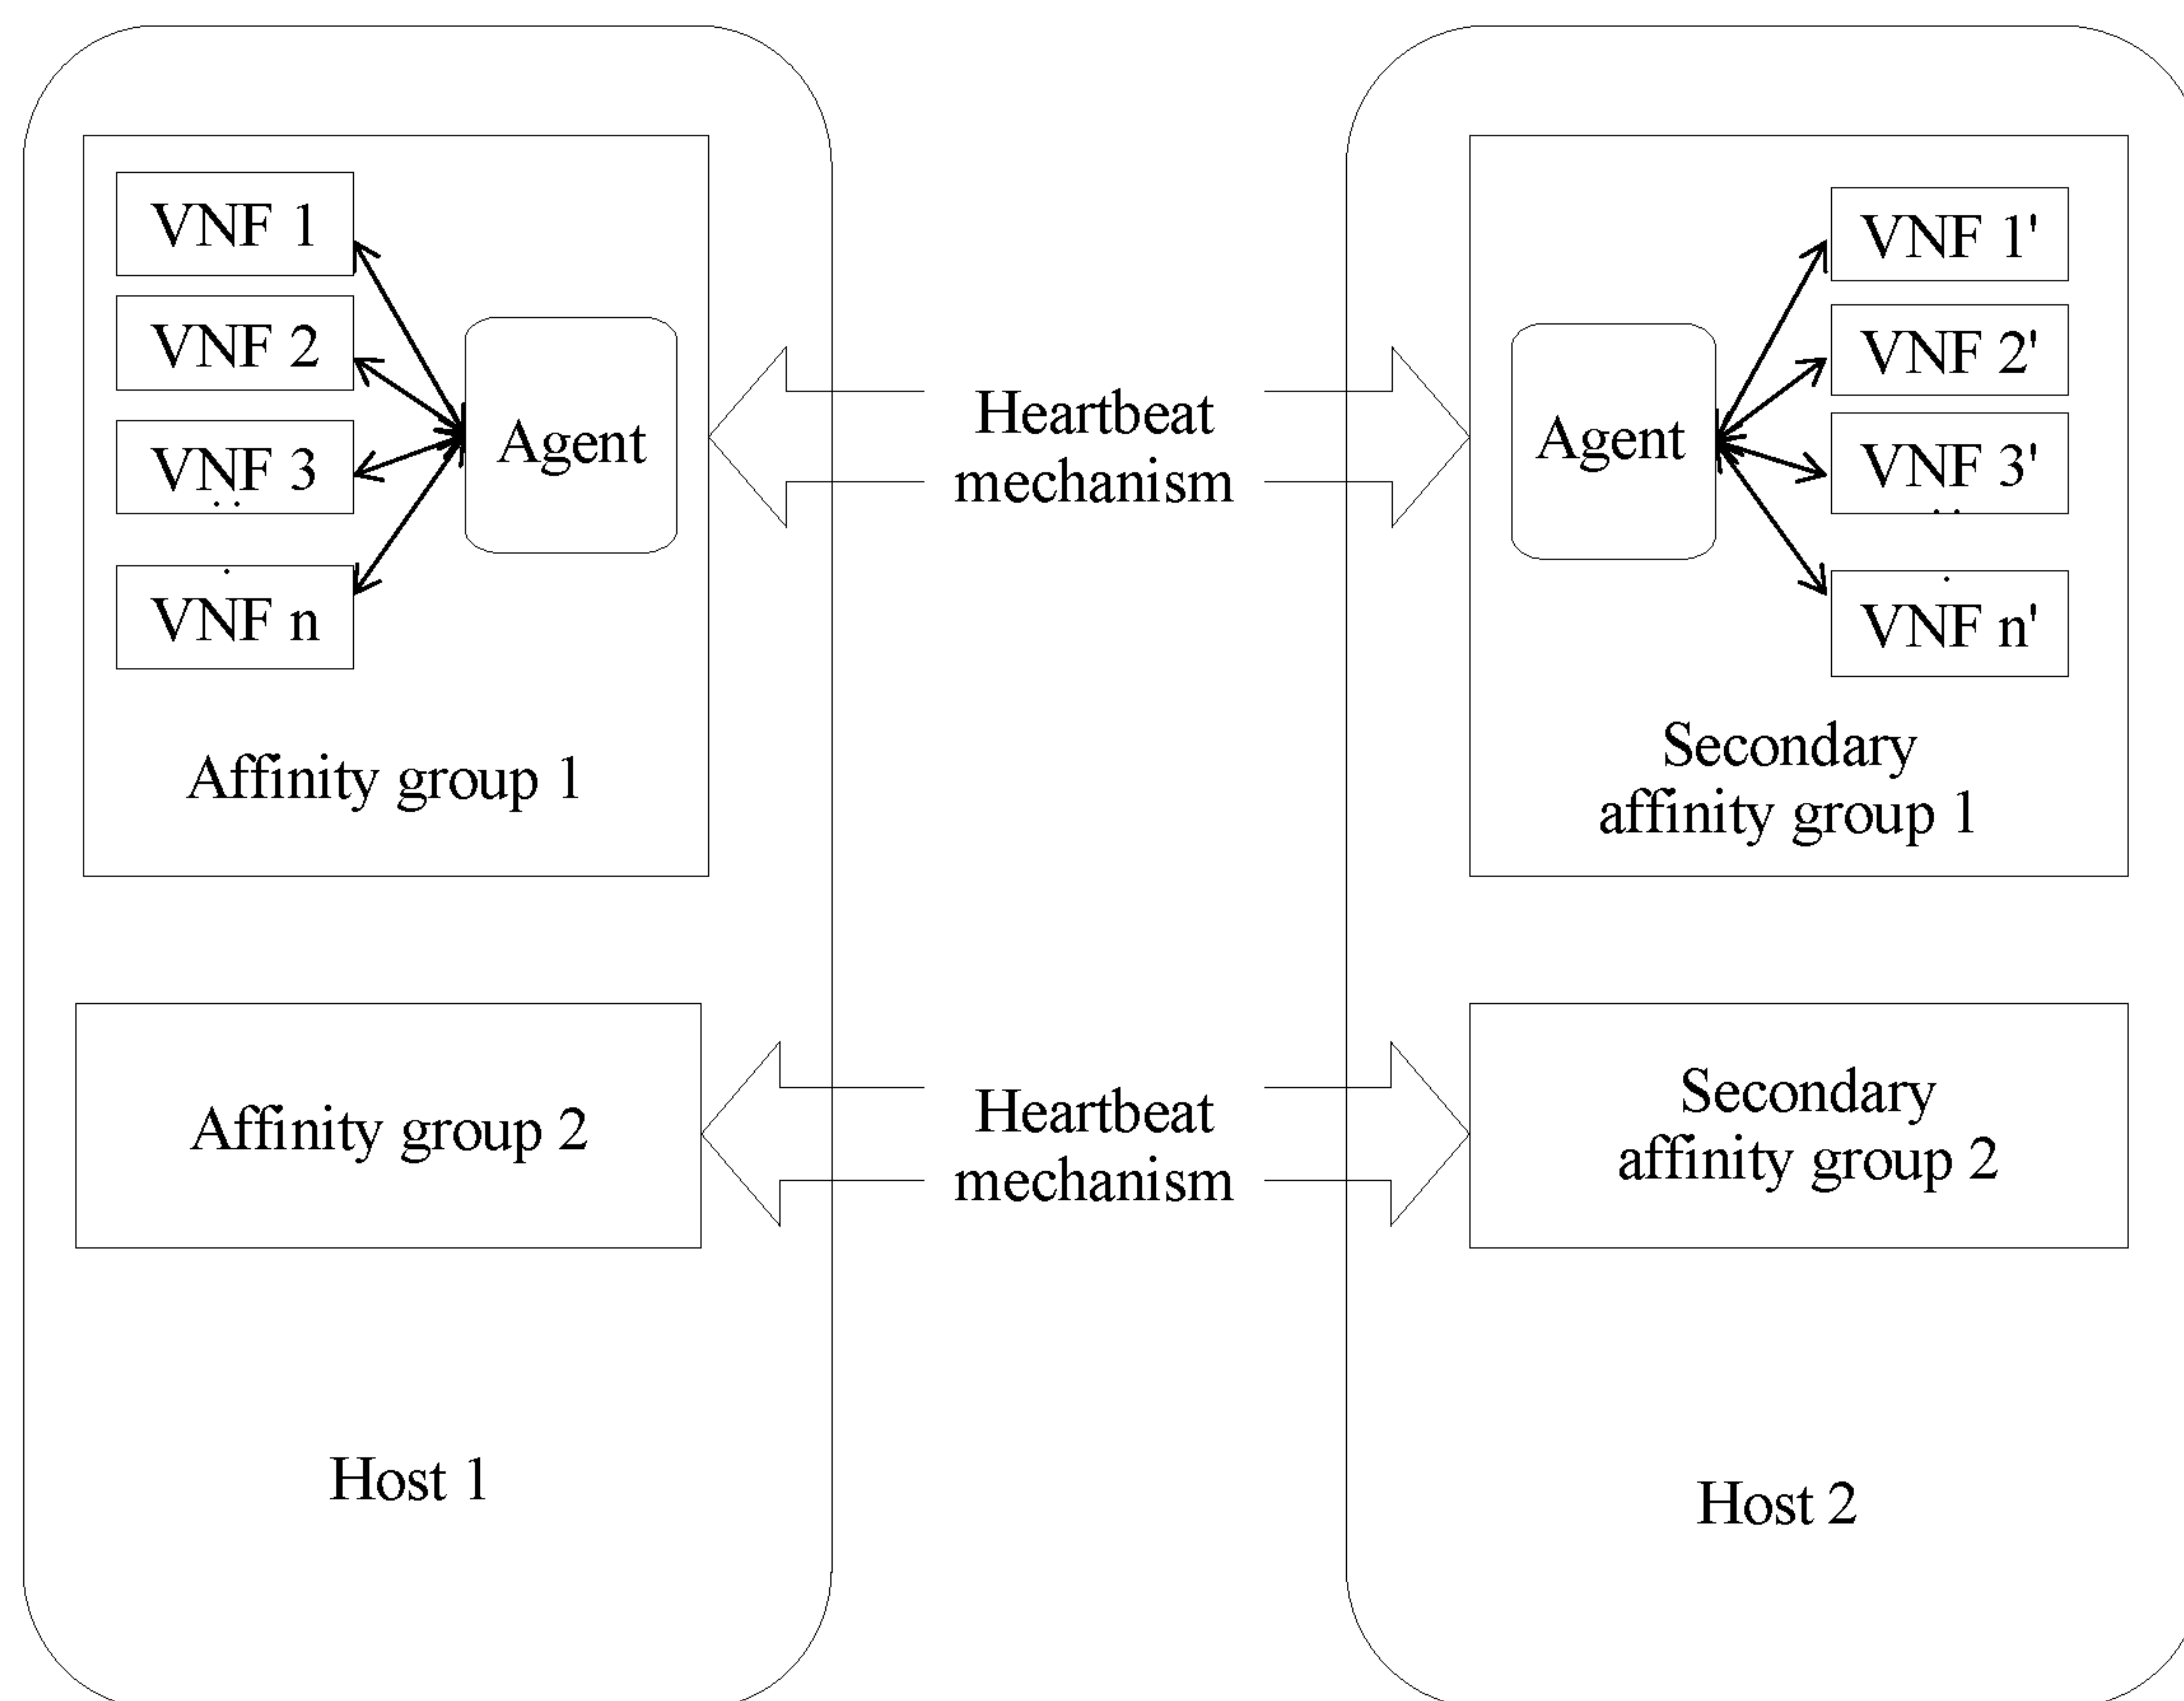 VNF 1
VNF 2
VNF 3
VNF n
Agent
Affinity group 1
Heartbeat
mechanism
Agent
VNF 1'
VNF 2'
VNF 3'
VNF n'
Secondary
affinity group 1
Affinity group 2
Heartbeat
mechanism
Secondary
affinity group 2
Host 1
Host 2